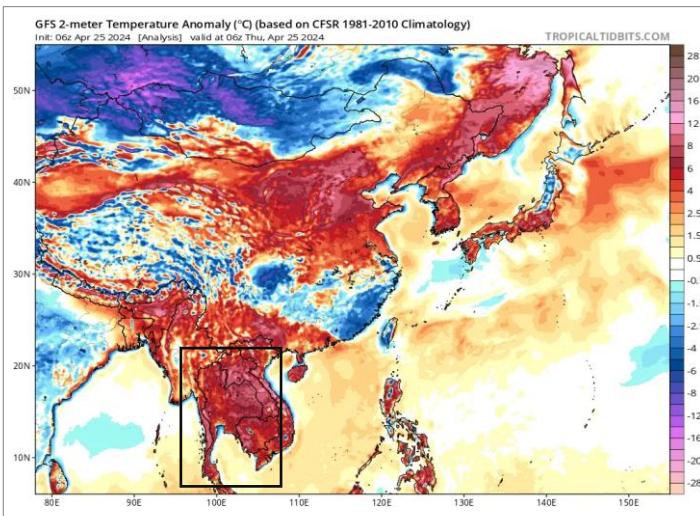 GFS 2-meter Temperature Anomaly (°C) (based on CFSR 1981-2010 Climatology)
Init: 06z Apr 25 2024 [Analysis] valid at 06z Thu, Apr 25 2024
TROPICALTIDBITS.COM
50N
40N
30N
20N
10N
80E
90E
100E
110E
120E
130E
140E
150E
28
20
16
12
8
6
4
2.5
1.5
0.5
-0.
-1.
-2.
-4
-6
-8
-12
-16
-20
-28